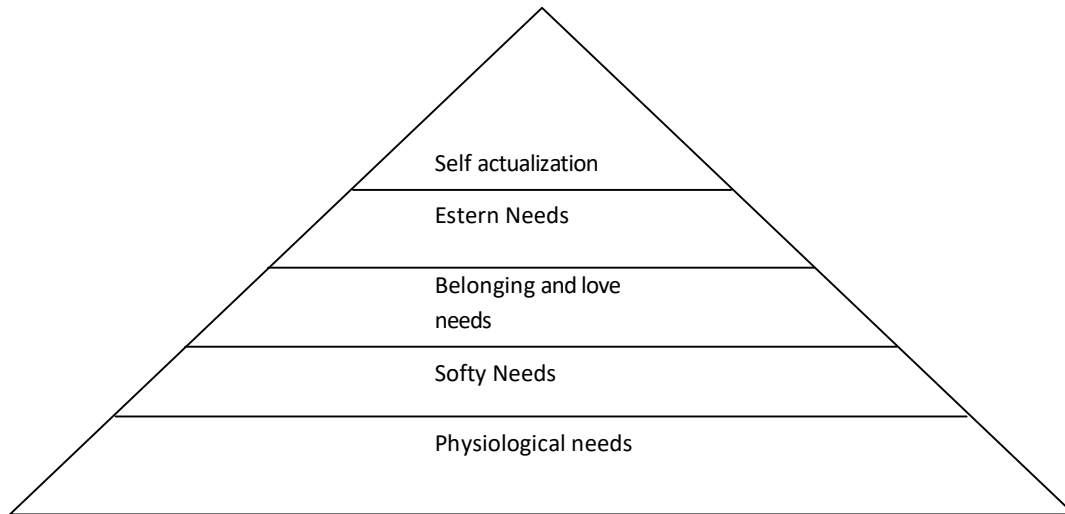 Self actualization
Estern Needs
Belonging and love
needs
Softy Needs
Physiological needs